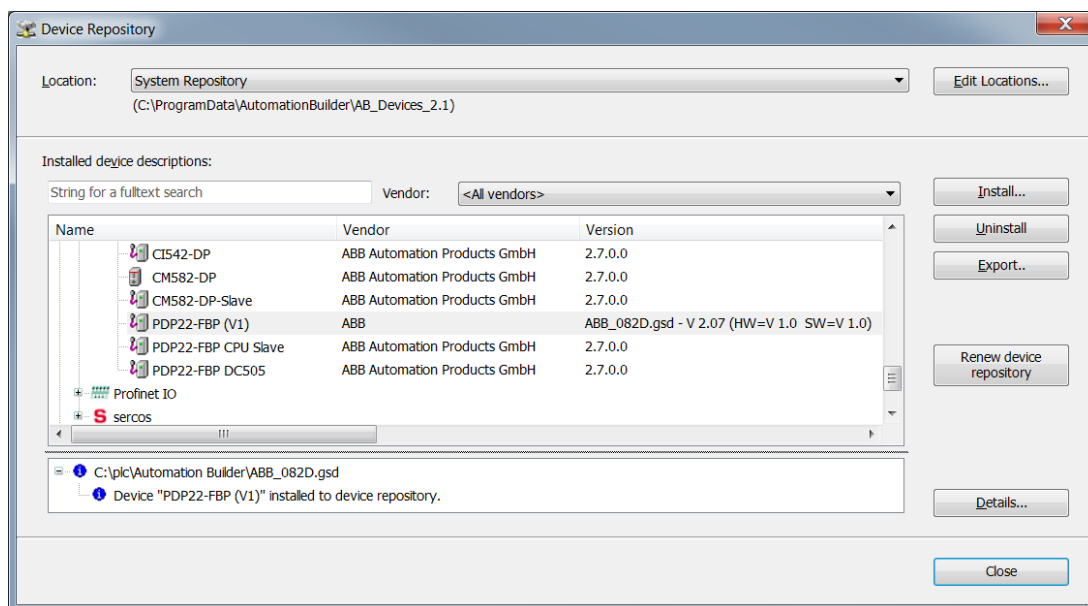 Device Repository
X
Location: System Repository Edit Locations...
(C:\ProgramData\AutomationBuilder\AB_Devices_2.1)
Installed device descriptions:
String for a fulltext search Vendor: <All vendors> Install...
Name Vendor Version Uninstall
CI542-DP ABB Automation Products GmbH 2.7.0.0
Export..
CM582-DP ABB Automation Products GmbH 2.7.0.0
CM582-DP-Slave ABB Automation Products GmbH 2.7.0.0
PDP22-FBP (V1) ABB ABB_082D.gsd - V 2.07 (HW=V 1.0 SW=V 1.0)
PDP22-FBP CPU Slave ABB Automation Products GmbH 2.7.0.0
PDP22-FBP DC505 ABB Automation Products GmbH 2.7.0.0
Renew device
repository
Profinet IO
S sercos
C:\plc\Automation Builder\ABB_082D.gsd
Device "PDP22-FBP (V1)" installed to device repository.
Details...
Close